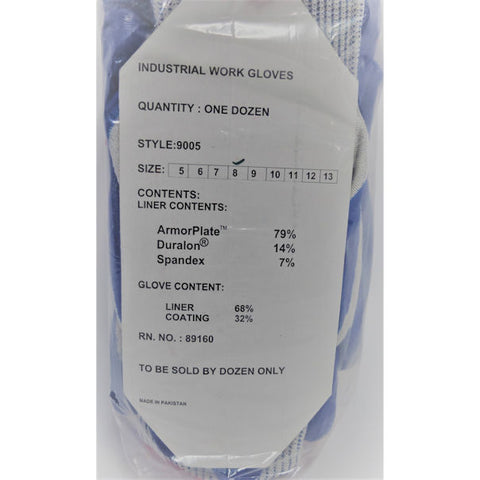 INDUSTRIAL WORK GLOVES
QUANTITY : ONE DOZEN
STYLE:9005
SIZE: 5 6 7 8 9 10 11 12 13
CONTENTS:
LINER CONTENTS:
ArmorPlate™ 79%
Duralon® 14%
Spandex 7%
GLOVE CONTENT:
LINER 68%
COATING 32%
RN. NO. : 89160
TO BE SOLD BY DOZEN ONLY
MADE IN PAKISTAN